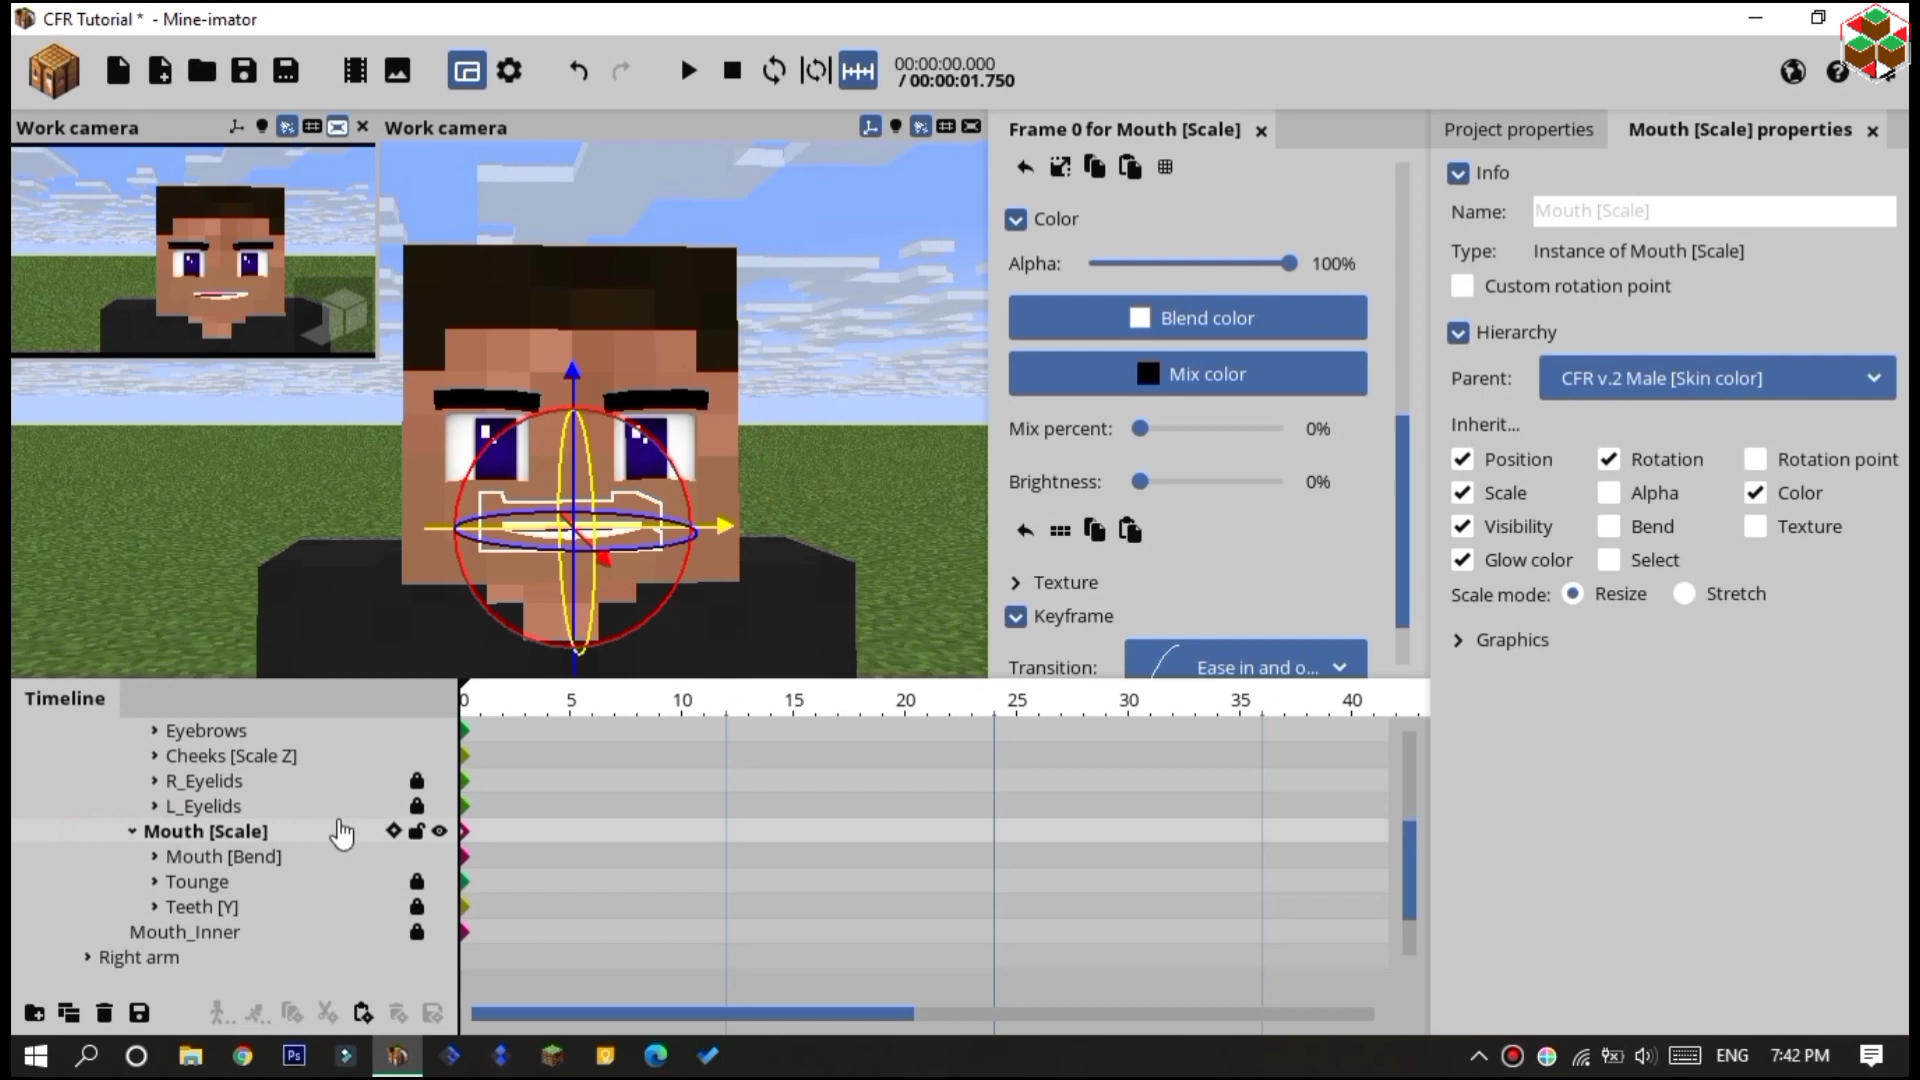 CFR Tutorial * - Mine-imator
00:00:00.000
/ 00:00:01.750
Work camera
Work camera
Frame 0 for Mouth [Scale]
Color
Alpha:
100%
Blend color
Mix color
Mix percent:
0%
Brightness:
0%
Texture
Keyframe
Transition:
Ease in and o...
Project properties
Mouth [Scale] properties
Info
Name:
Mouth [Scale]
Type:
Instance of Mouth [Scale]
Custom rotation point
Hierarchy
Parent:
CFR v.2 Male [Skin color]
Inherit...
Position
Rotation
Rotation point
Scale
Alpha
Color
Visibility
Bend
Texture
Glow color
Select
Scale mode:
Resize
Stretch
Graphics
Timeline
0 5 10 15 20 25 30 35 40
Eyebrows
Cheeks [Scale Z]
R_Eyelids
L_Eyelids
Mouth [Scale]
Mouth [Bend]
Tounge
Teeth [Y]
Mouth_Inner
Right arm
Ps
ENG
7:42 PM